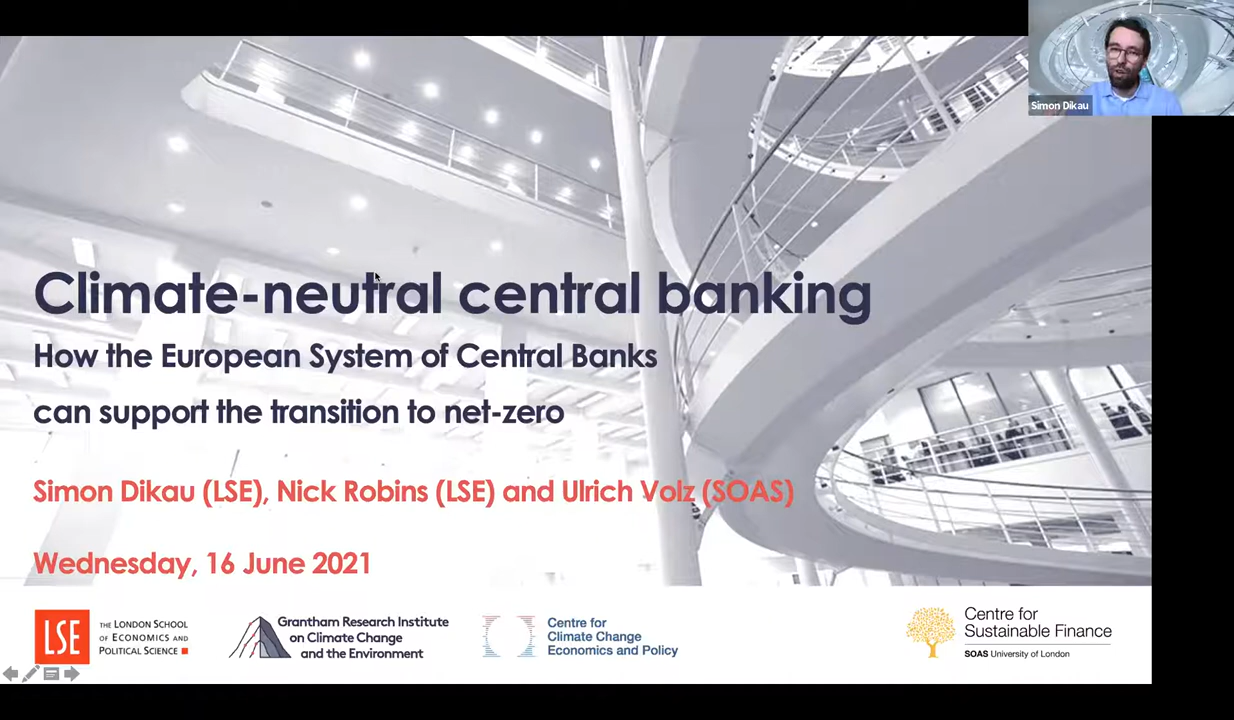 Simon Dikau
Climate-neutral central banking
How the European System of Central Banks
can support the transition to net-zero
Simon Dikau (LSE), Nick Robins (LSE) and Ulrich Volz (SOAS)
Wednesday, 16 June 2021
LSE
THE LONDON SCHOOL
OF ECONOMICS AND
POLITICAL SCIENCE
Grantham Research Institute
on Climate Change
and the Environment
Centre for
Climate Change
Economics and Policy
Centre for
Sustainable Finance
SOAS University of London